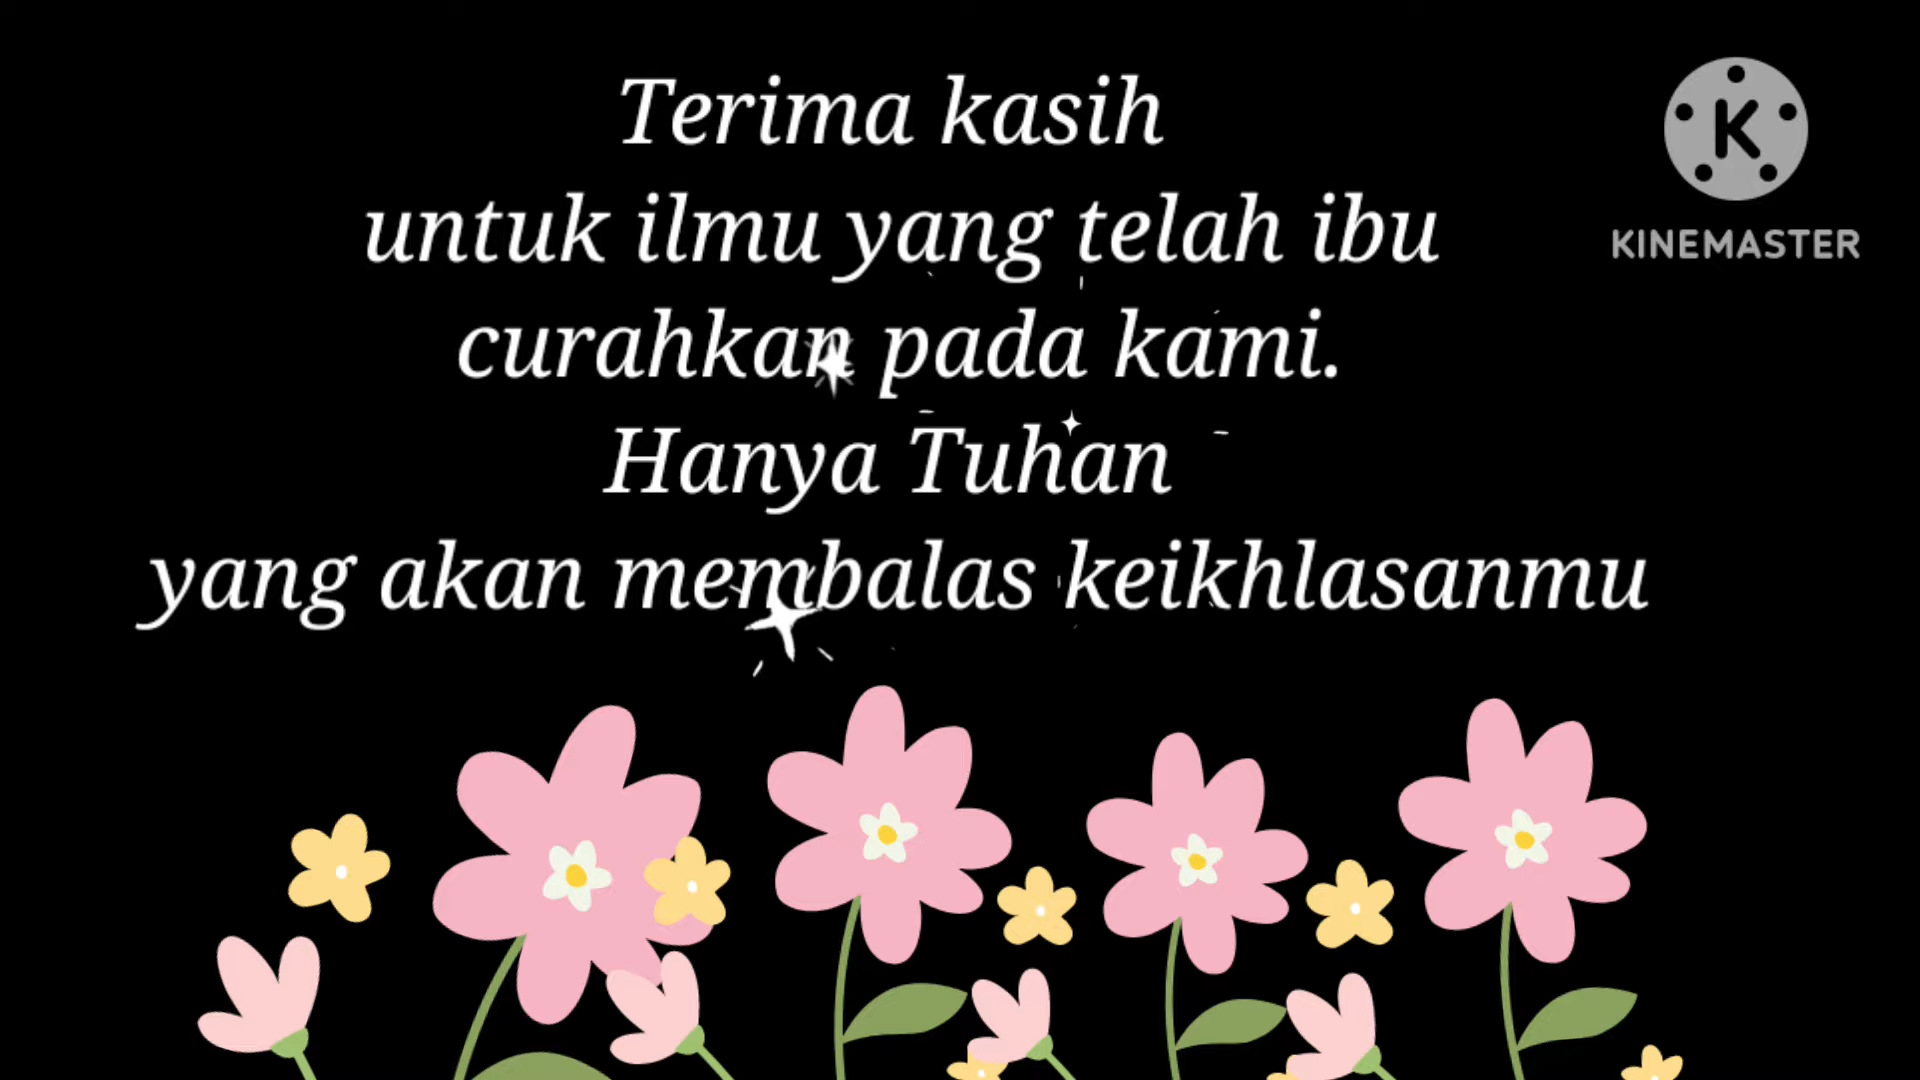 Terima kasih
untuk ilmu yang telah ibu
curahkan pada kami.
Hanya Tuhan
yang akan membalas keikhlasanmu
K
KINEMASTER